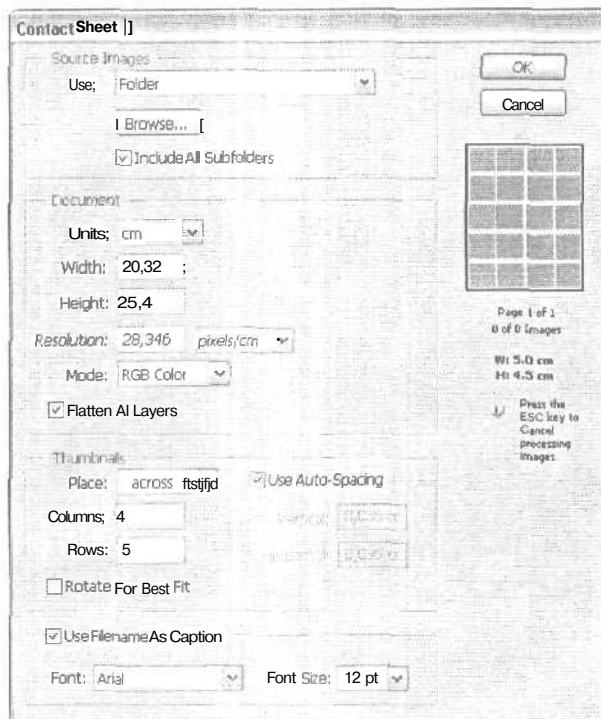 Contact Sheet |]
Source Images
Use; Folder
I Browse... [
Include All Subfolders
Document
Units; cm
Width: 20,32 ;
Height: 25,4
Resolution: 28,346 pixels/cm
Mode: RGB Color
Flatten Al Layers
Thumbnails
Place: across ftstjfjd
Use Auto-Spacing
Columns; 4
Rows: 5
Rotate For Best Fit
Use Filename As Caption
Font: Arial
Font Size: 12 pt
OK
Cancel
Page 1 of 1
0 of 0 Images
W: 5.0 cm
H: 4.5 cm
Press the
ESC key to
Cancel
processing
images